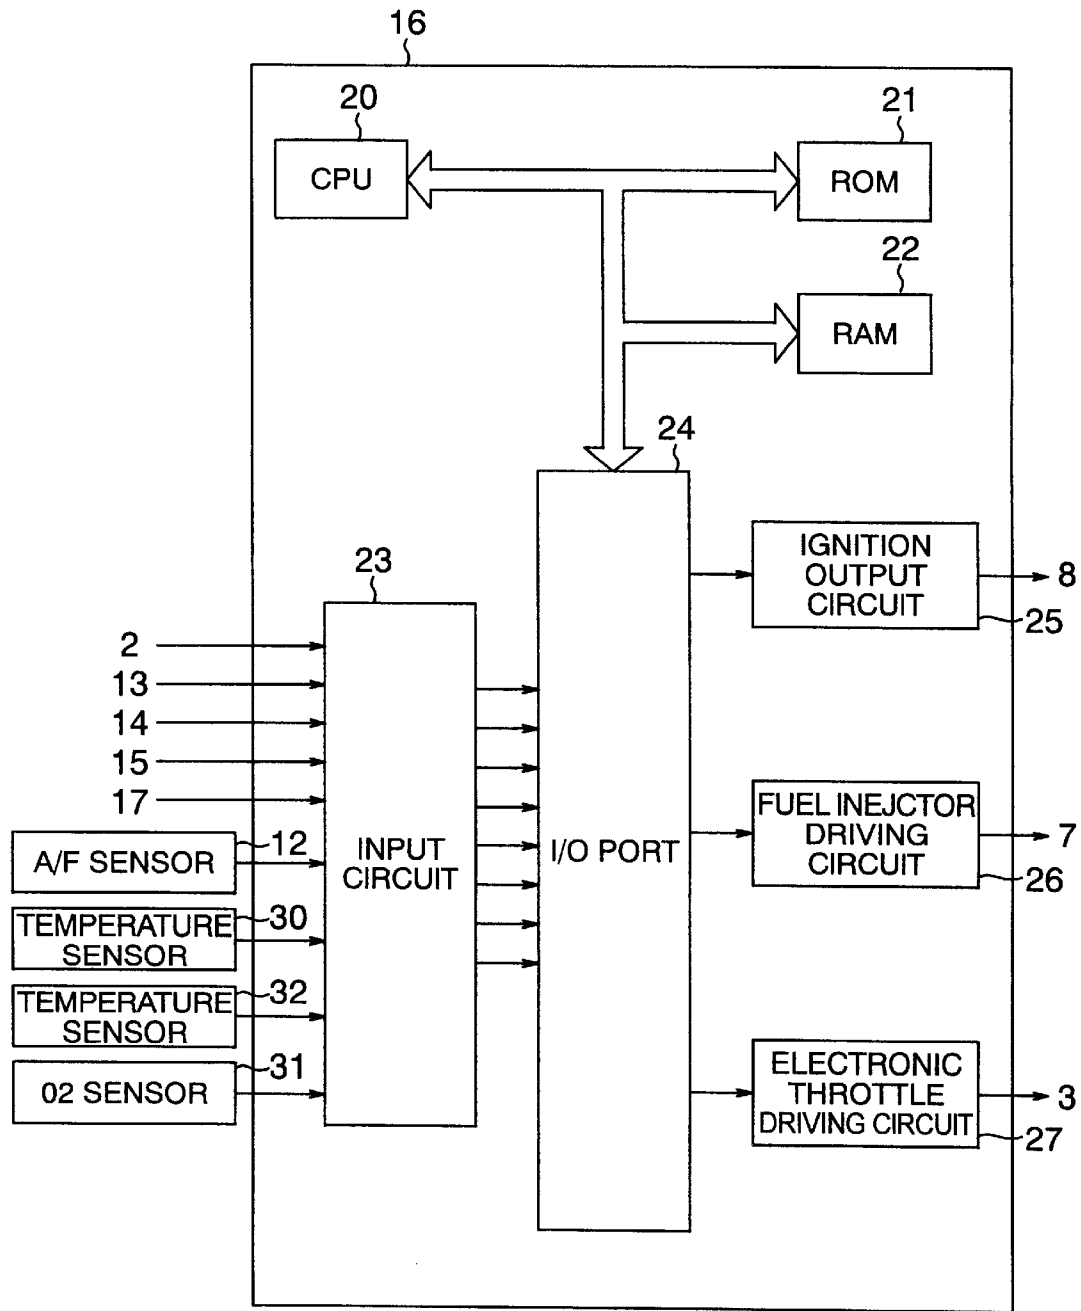 16
20
CPU
21
ROM
22
RAM
24
I/O PORT
23
INPUT
CIRCUIT
2
13
14
15
17
A/F SENSOR
12
TEMPERATURE
SENSOR
30
TEMPERATURE
SENSOR
32
02 SENSOR
31
IGNITION
OUTPUT
CIRCUIT
8
25
FUEL INEJCTOR
DRIVING
CIRCUIT
7
26
ELECTRONIC
THROTTLE
DRIVING CIRCUIT
3
27